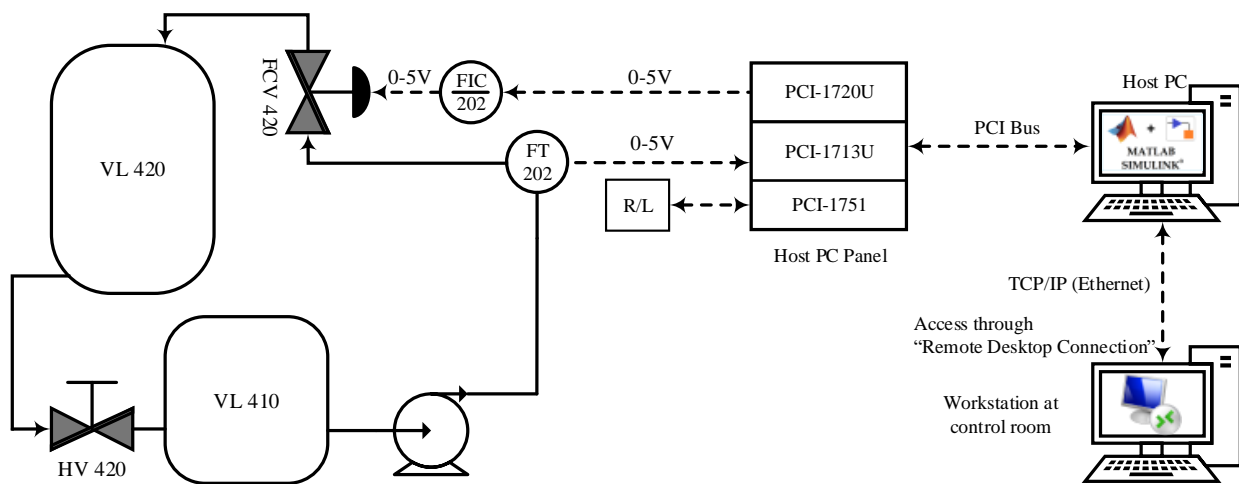 FCV 420
0-5V
FIC
202
0-5V
PCI-1720U
Host PC
VL 420
FT
202
0-5V
PCI-1713U
PCI Bus
MATLAB
SIMULINK®
R/L
PCI-1751
Host PC Panel
TCP/IP (Ethernet)
Access through
“Remote Desktop Connection”
VL 410
Workstation at
control room
HV 420